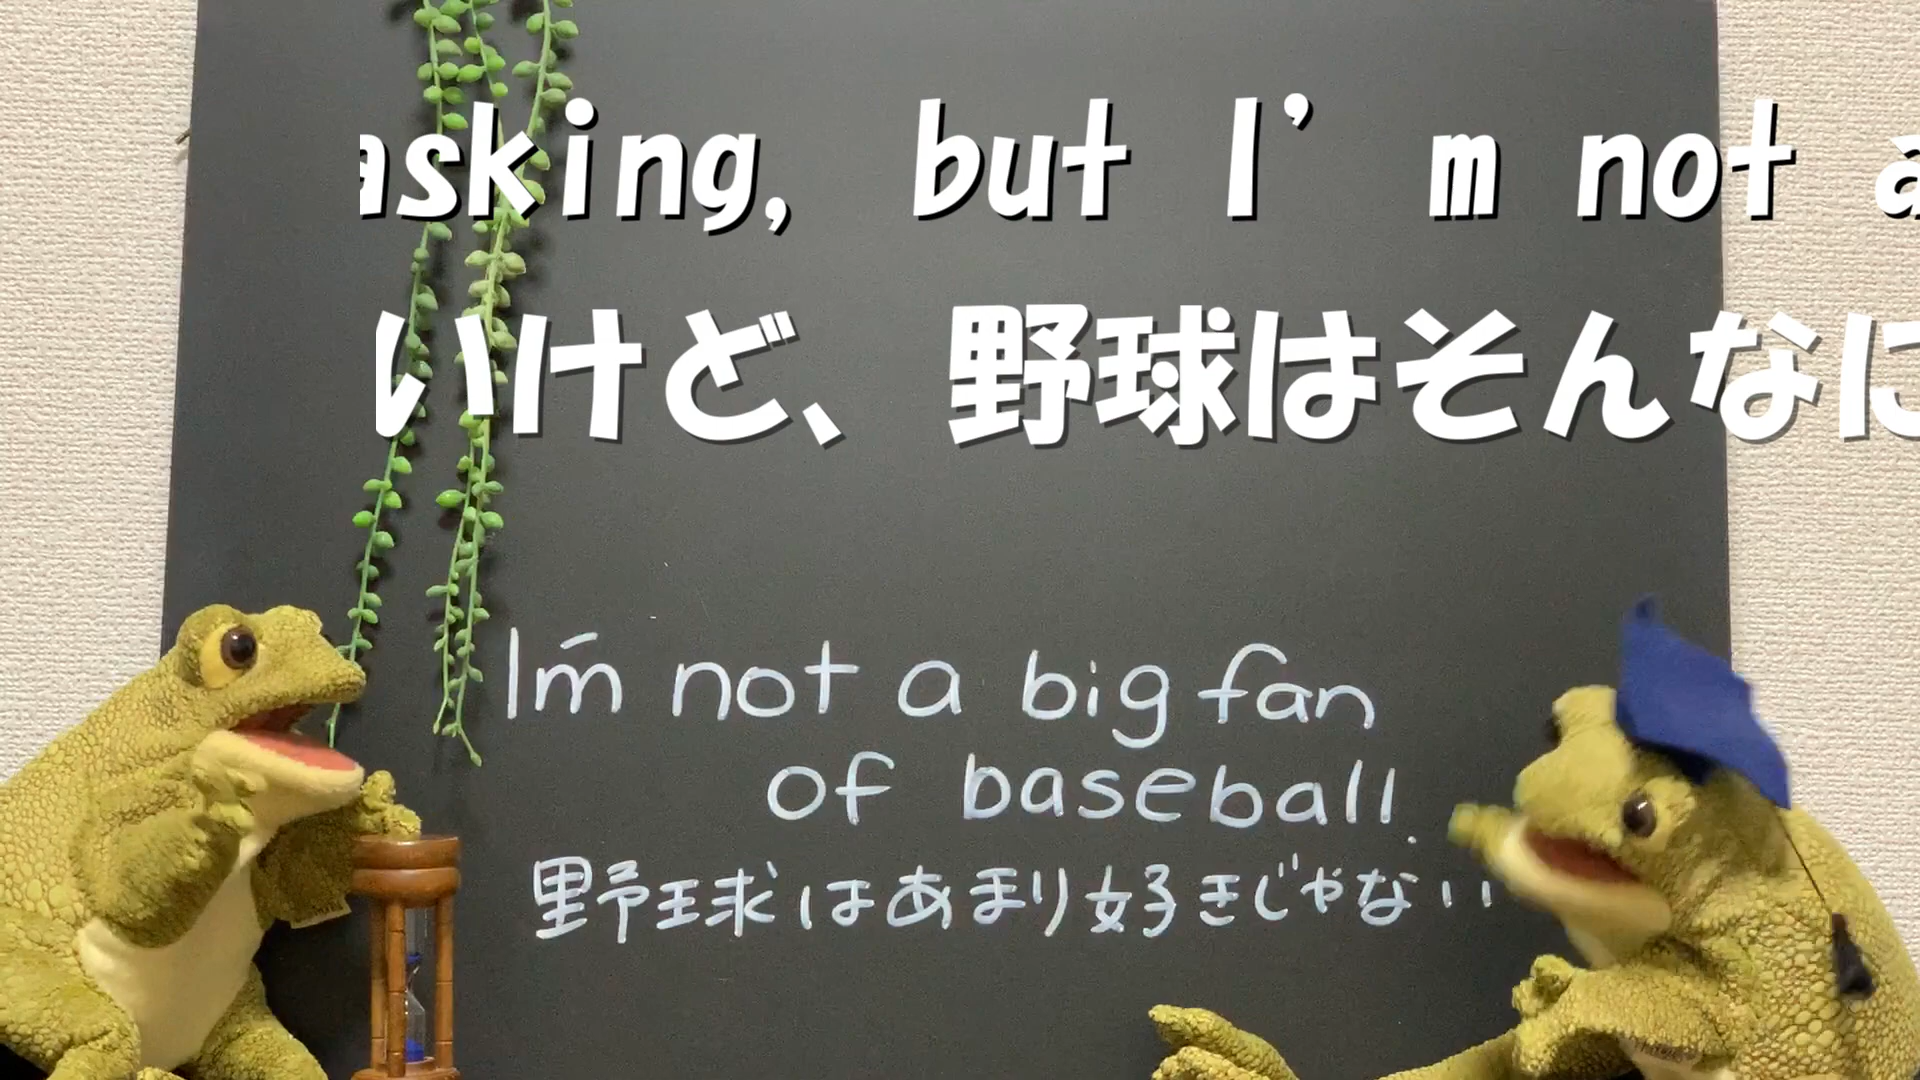 asking, but I'm not a
いけど、野球はそんなに
I'm not a big fan
of baseball.
野球はあまり好きじゃない